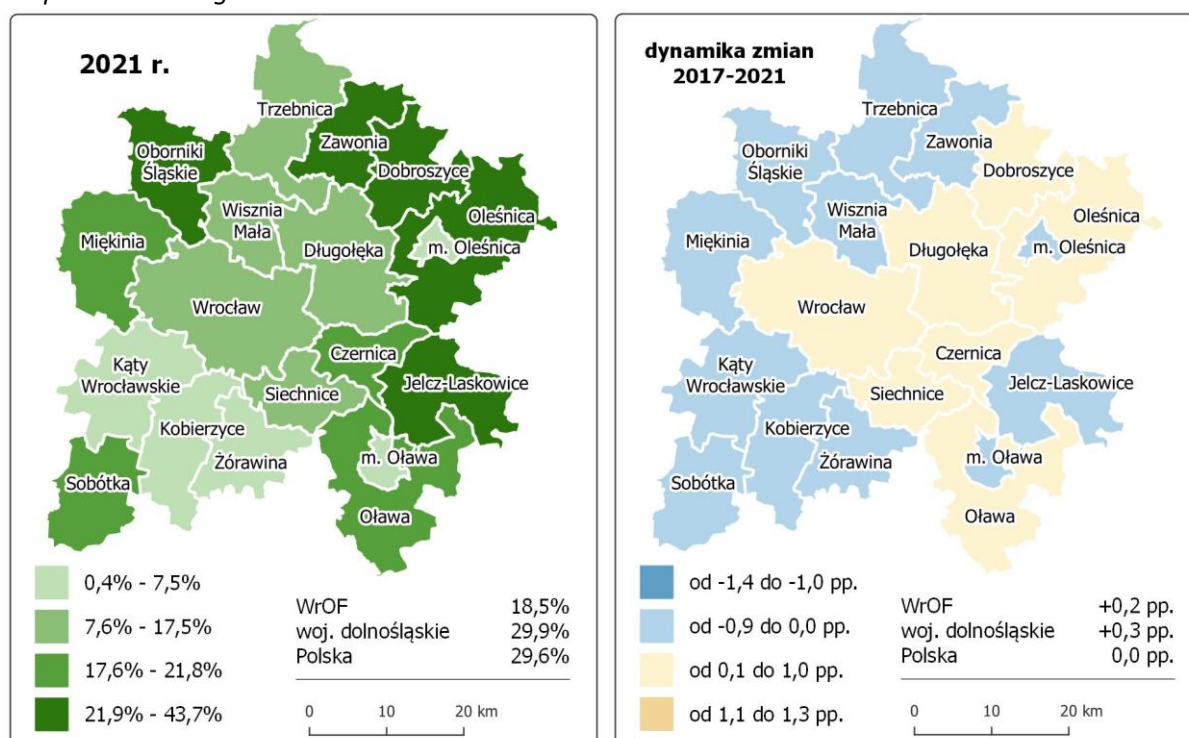 2021 r.
Trzebnica
Zawonia
Oborniki
Śląskie
Dobroszyce
Oleśnica
Wisznia
Mała
Miękinia
Długołęka
m. Oleśnica
Wrocław
Kąty
Wrocławskie
Czernica
Siechnice
Jelcz-Laskowice
Kobierzyce
Żórawina
m. Oława
Sobótka
Oława
0,4% - 7,5%
7,6% - 17,5%
17,6% - 21,8%
21,9% - 43,7%
WrOF 18,5%
woj. dolnośląskie 29,9%
Polska 29,6%
0 10 20 km
dynamika zmian
2017-2021
Trzebnica
Zawonia
Oborniki
Śląskie
Dobroszyce
Oleśnica
Wisznia
Mała
Miękinia
Długołęka
m. Oleśnica
Wrocław
Kąty
Wrocławskie
Czernica
Siechnice
Jelcz-Laskowice
Kobierzyce
Żórawina
m. Oława
Sobótka
Oława
od -1,4 do -1,0 pp.
od -0,9 do 0,0 pp.
od 0,1 do 1,0 pp.
od 1,1 do 1,3 pp.
WrOF +0,2 pp.
woj. dolnośląskie +0,3 pp.
Polska 0,0 pp.
0 10 20 km